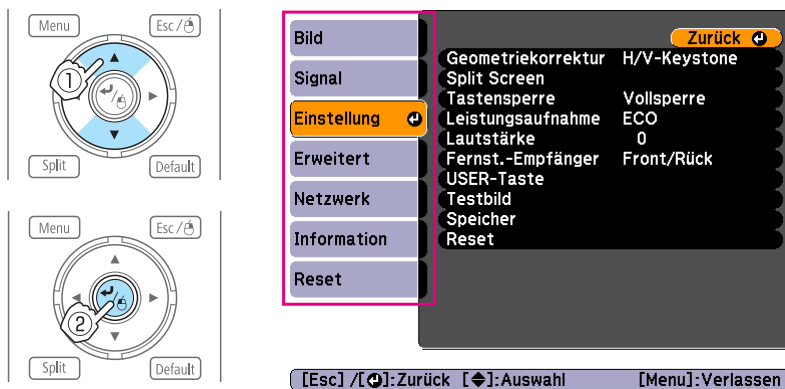 Menu
Esc /
1
/
Split
Default
Menu
Esc /
/
2
Split
Default
Bild
Signal
Einstellung
Erweitert
Netzwerk
Information
Reset
Zurück
Geometriekorrektur H/V-Keystone
Split Screen
Tastensperre Vollsperre
Leistungsaufnahme ECO
Lautstärke 0
Fernst.-Empfänger Front/Rück
USER-Taste
Testbild
Speicher
Reset
[Esc] /[ ]:Zurück [ ]:Auswahl [Menu]:Verlassen